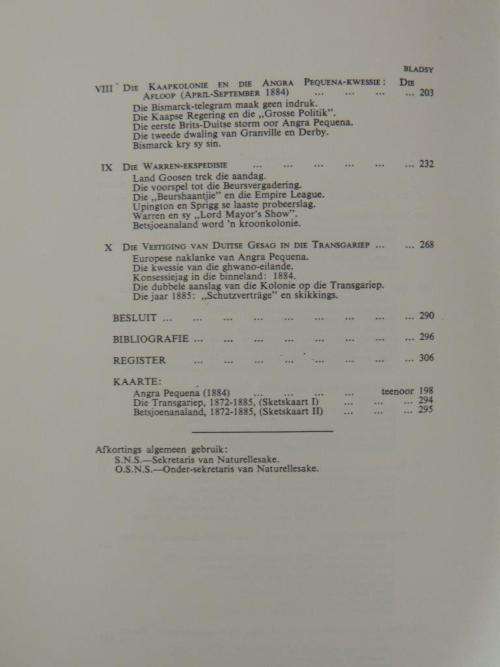 BLADSY
VIII DIE KAAPKOLONIE EN DIE ANGRA PEQUENA-KWESSIE: DIE
AFLOOP (APRIL-SEPTEMBER 1884) ... ... ... ... 203
Die Bismarck-telegram maak geen indruk.
Die Kaapse Regering en die „Grosse Politik".
Die eerste Brits-Duitse storm oor Angra Pequena.
Die tweede dwaling van Granville en Derby.
Bismarck kry sy sin.
IX DIE WARREN-EKSPEDISIE ... ... ... ... ... 232
Land Goosen trek die aandag.
Die voorspel tot die Beursvergadering.
Die „Beurshaantjie" en die Empire League.
Upington en Sprigg se laaste probeerslag.
Warren en sy „Lord Mayor's Show".
Betsjoeanaland word 'n kroonkolonie.
X DIE VESTIGING VAN DUITSE GESAG IN DIE TRANSGARIEP ... ... 268
Europese naklanke van Angra Pequena.
Die kwessie van die ghwano-eilande.
Konsessiejag in die binneland: 1884.
Die dubbele aanslag van die Kolonie op die Transgariep.
Die jaar 1885: „Schutzverträge" en skikkings.
BESLUIT ... ... ... ... ... ... ... ... ... 290
BIBLIOGRAFIE ... ... ... ... ... ... ... ... 296
REGISTER ... ... ... ... ... ... ... ... 306
KAARTE:
Angra Pequena (1884) ... ... ... ... teenoor 198
Die Transgariep, 1872-1885, (Sketskaart I) ... ... ... 294
Betsjoenanaland, 1872-1885, (Sketskaart II) ... ... ... 295
Afkortings algemeen gebruik:
S.N.S.—Sekretaris van Naturellesake.
O.S.N.S.—Onder-sekretaris van Naturellesake.